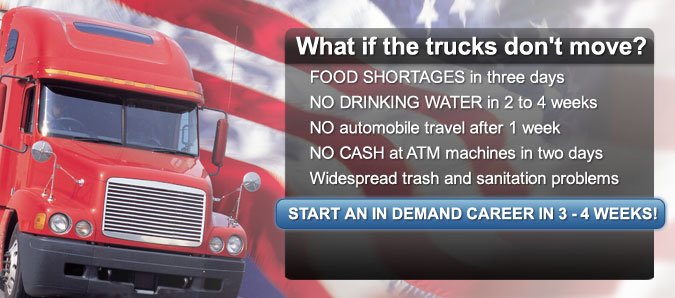 What if the trucks don't move?
FOOD SHORTAGES in three days
NO DRINKING WATER in 2 to 4 weeks
NO automobile travel after 1 week
NO CASH at ATM machines in two days
Widespread trash and sanitation problems
START AN IN DEMAND CAREER IN 3 - 4 WEEKS!